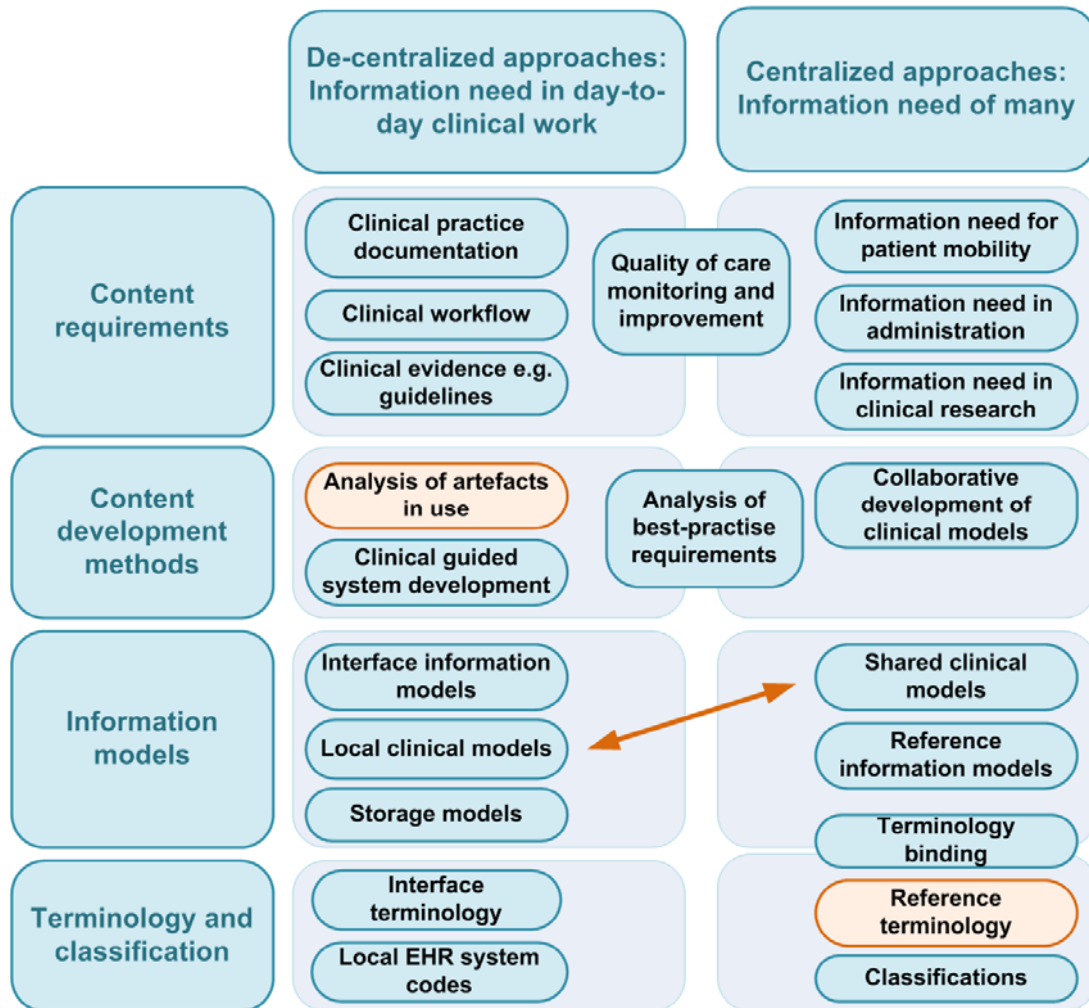 De-centralized approaches:
Information need in day-to-
day clinical work
Centralized approaches:
Information need of many
Content
requirements
Clinical practice
documentation
Clinical workflow
Clinical evidence e.g.
guidelines
Quality of care
monitoring and
improvement
Information need for
patient mobility
Information need in
administration
Information need in
clinical research
Content
development
methods
Analysis of artefacts
in use
Clinical guided
system development
Analysis of
best-practise
requirements
Collaborative
development of
clinical models
Information
models
Interface information
models
Local clinical models
Storage models
Shared clinical
models
Reference
information models
Terminology
binding
Terminology and
classification
Interface
terminology
Local EHR system
codes
Reference
terminology
Classifications